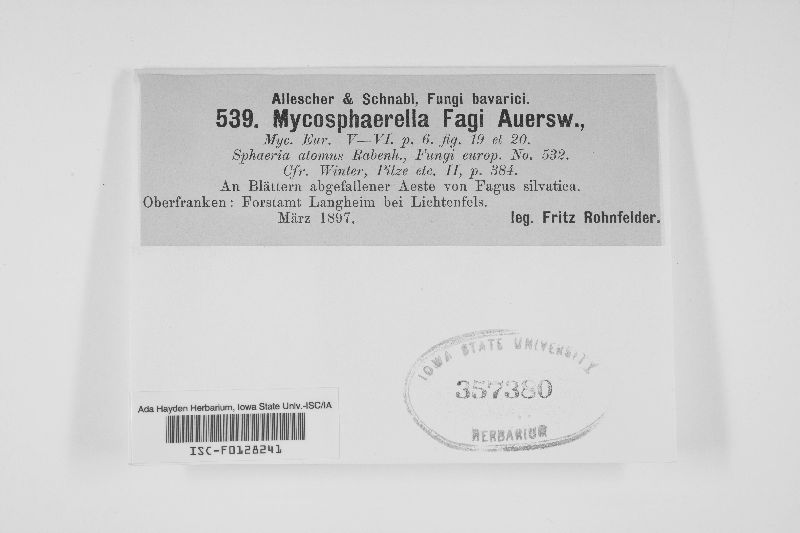 Allescher & Schnabl, Fungi bavarici.
539. Mycosphaerella Fagi Auersw.,
Myc. Eur. V—VI. p. 6. fig. 19 et 20.
Sphaeria atomus Rabenh., Fungi europ. No. 532.
Cfr. Winter, Pilze etc. II, p. 384.
An Blättern abgefallener Aeste von Fagus silvatica.
Oberfranken: Forstamt Langheim bei Lichtenfels.
März 1897. leg. Fritz Rohnfelder.
IOWA STATE UNIVERSITY
357380
HERBARIUM
Ada Hayden Herbarium, Iowa State Univ.-ISC/IA
ISC-F0128241